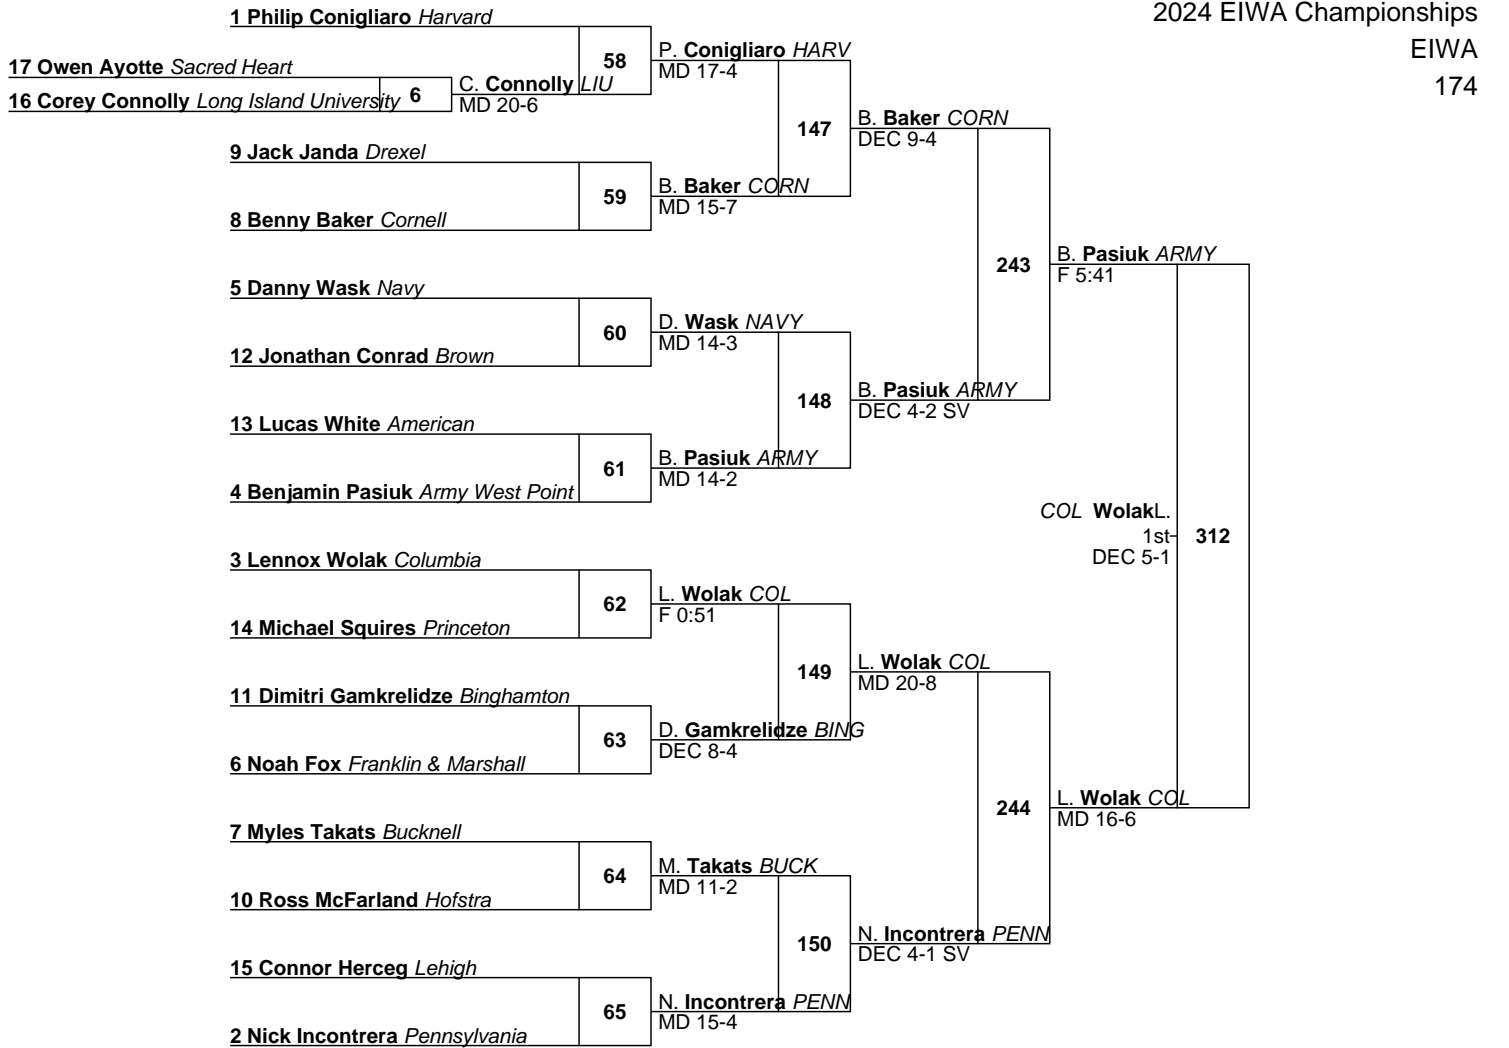 2024 EIWA Championships
EIWA
174
1 Philip Conigliaro Harvard
17 Owen Ayotte Sacred Heart
16 Corey Connolly Long Island University
6
C. Connolly LIU
MD 20-6
58
P. Conigliaro HARV
MD 17-4
9 Jack Janda Drexel
8 Benny Baker Cornell
59
B. Baker CORN
MD 15-7
147
B. Baker CORN
DEC 9-4
5 Danny Wask Navy
12 Jonathan Conrad Brown
60
D. Wask NAVY
MD 14-3
13 Lucas White American
4 Benjamin Pasiuk Army West Point
61
B. Pasiuk ARMY
MD 14-2
148
B. Pasiuk ARMY
DEC 4-2 SV
243
B. Pasiuk ARMY
F 5:41
3 Lennox Wolak Columbia
14 Michael Squires Princeton
62
L. Wolak COL
F 0:51
11 Dimitri Gamkrelidze Binghamton
6 Noah Fox Franklin & Marshall
63
D. Gamkrelidze BING
DEC 8-4
149
L. Wolak COL
MD 20-8
7 Myles Takats Bucknell
10 Ross McFarland Hofstra
64
M. Takats BUCK
MD 11-2
15 Connor Herceg Lehigh
2 Nick Incontrera Pennsylvania
65
N. Incontrera PENN
MD 15-4
150
N. Incontrera PENN
DEC 4-1 SV
244
L. Wolak COL
MD 16-6
COL WolakL.
1st
DEC 5-1
312